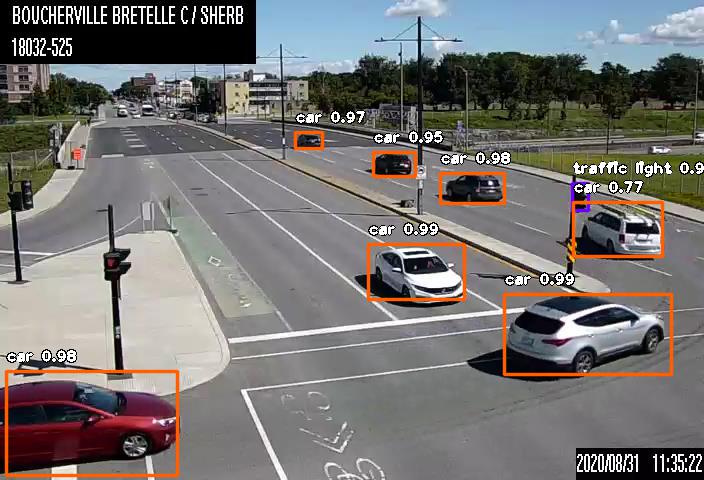 BOUCHERVILLE BRETELLE C / SHERB
18032-525
car 0.97
car 0.95
car 0.98
traffic light 0.9
car 0.77
car 0.99
car 0.99
car 0.98
2020/08/31 11:35:22